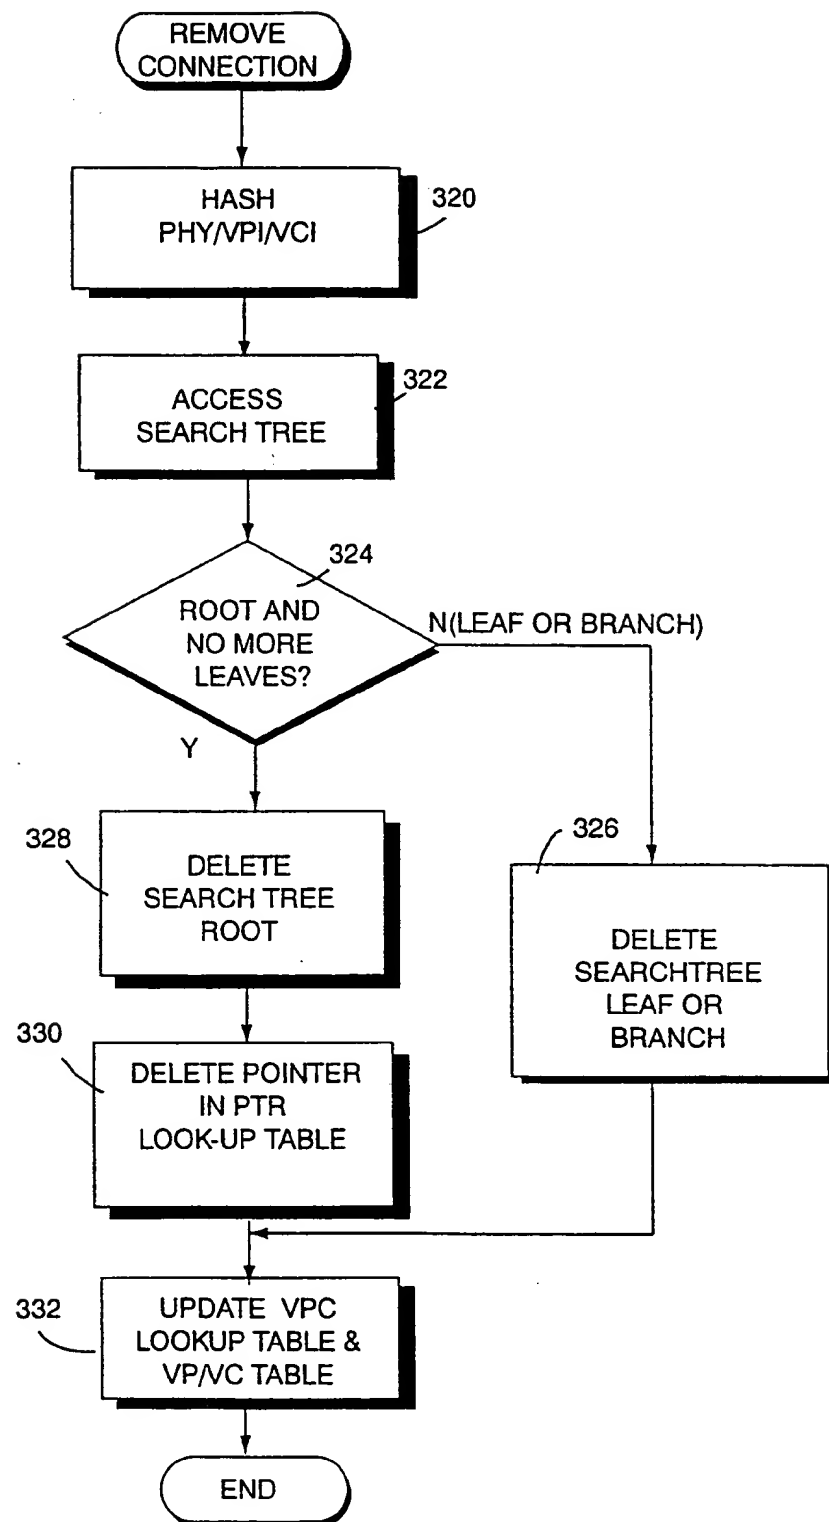 REMOVE
CONNECTION
HASH
PHY/VPI/VCI
320
ACCESS
SEARCH TREE
322
324
ROOT AND
NO MORE
LEAVES?
N(LEAF OR BRANCH)
Y
328
DELETE
SEARCH TREE
ROOT
326
DELETE
SEARCHTREE
LEAF OR
BRANCH
330
DELETE POINTER
IN PTR
LOOK-UP TABLE
332
UPDATE VPC
LOOKUP TABLE &
VP/VC TABLE
END